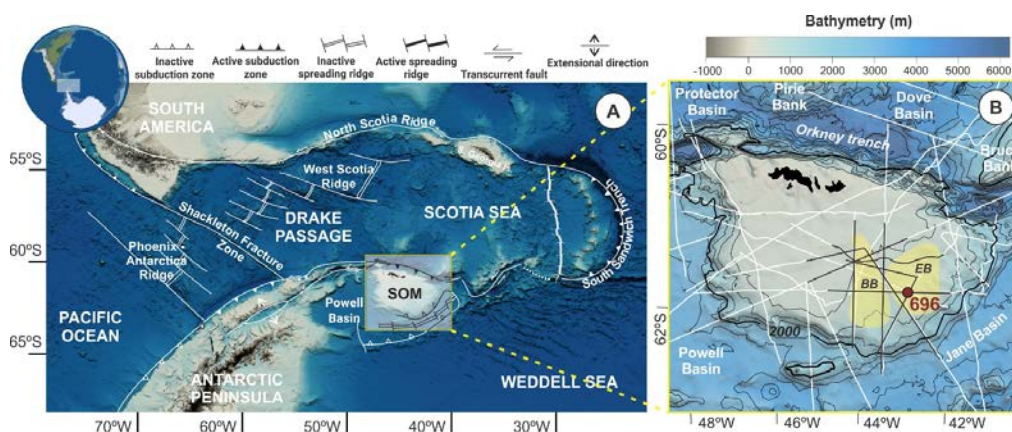 Inactive
subduction zone
Active subduction
zone
Inactive
spreading ridge
Active spreading
ridge
Transcurrent fault
Extensional direction
Bathymetry (m)
-1000 0 1000 2000 3000 4000 5000 6000
A
SOUTH
AMERICA
North Scotia Ridge
West Scotia
Ridge
DRAKE
PASSAGE
SCOTIA SEA
Shackleton Fracture
Zone
Phoenix-
Antarctica
Ridge
South Sandwich Trench
SOM
Powell
Basin
PACIFIC
OCEAN
ANTARCTIC
PENINSULA
WEDDELL SEA
55ºS
60ºS
65ºS
70ºW 60ºW 50ºW 40ºW 30ºW
B
Protector
Basin
Pirie
Bank
Dove
Basin
Orkney trench
Bank
EB
BB
696
2000
Powell
Basin
Jane Basin
60ºS
62ºS
48ºW 46ºW 44ºW 42ºW